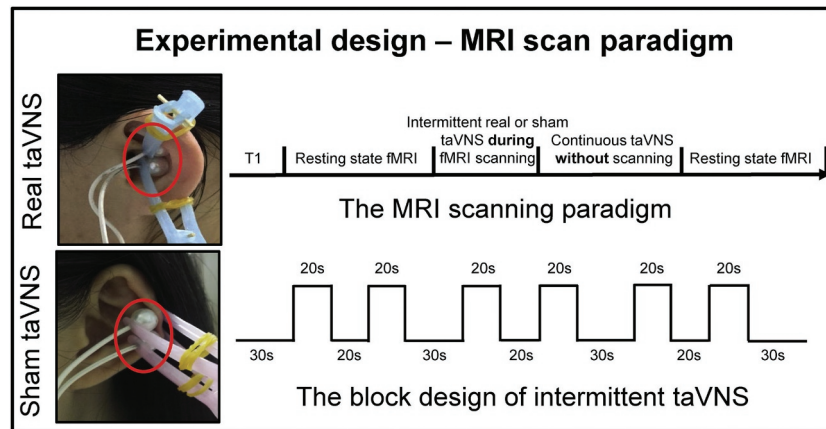 Experimental design – MRI scan paradigm
Real taVNS
Intermittent real or sham
taVNS during
fMRI scanning
Continuous taVNS
without scanning
T1
Resting state fMRI
Resting state fMRI
The MRI scanning paradigm
Sham taVNS
20s 20s 20s 20s 20s 20s
30s 20s 30s 20s 30s 20s 30s
The block design of intermittent taVNS